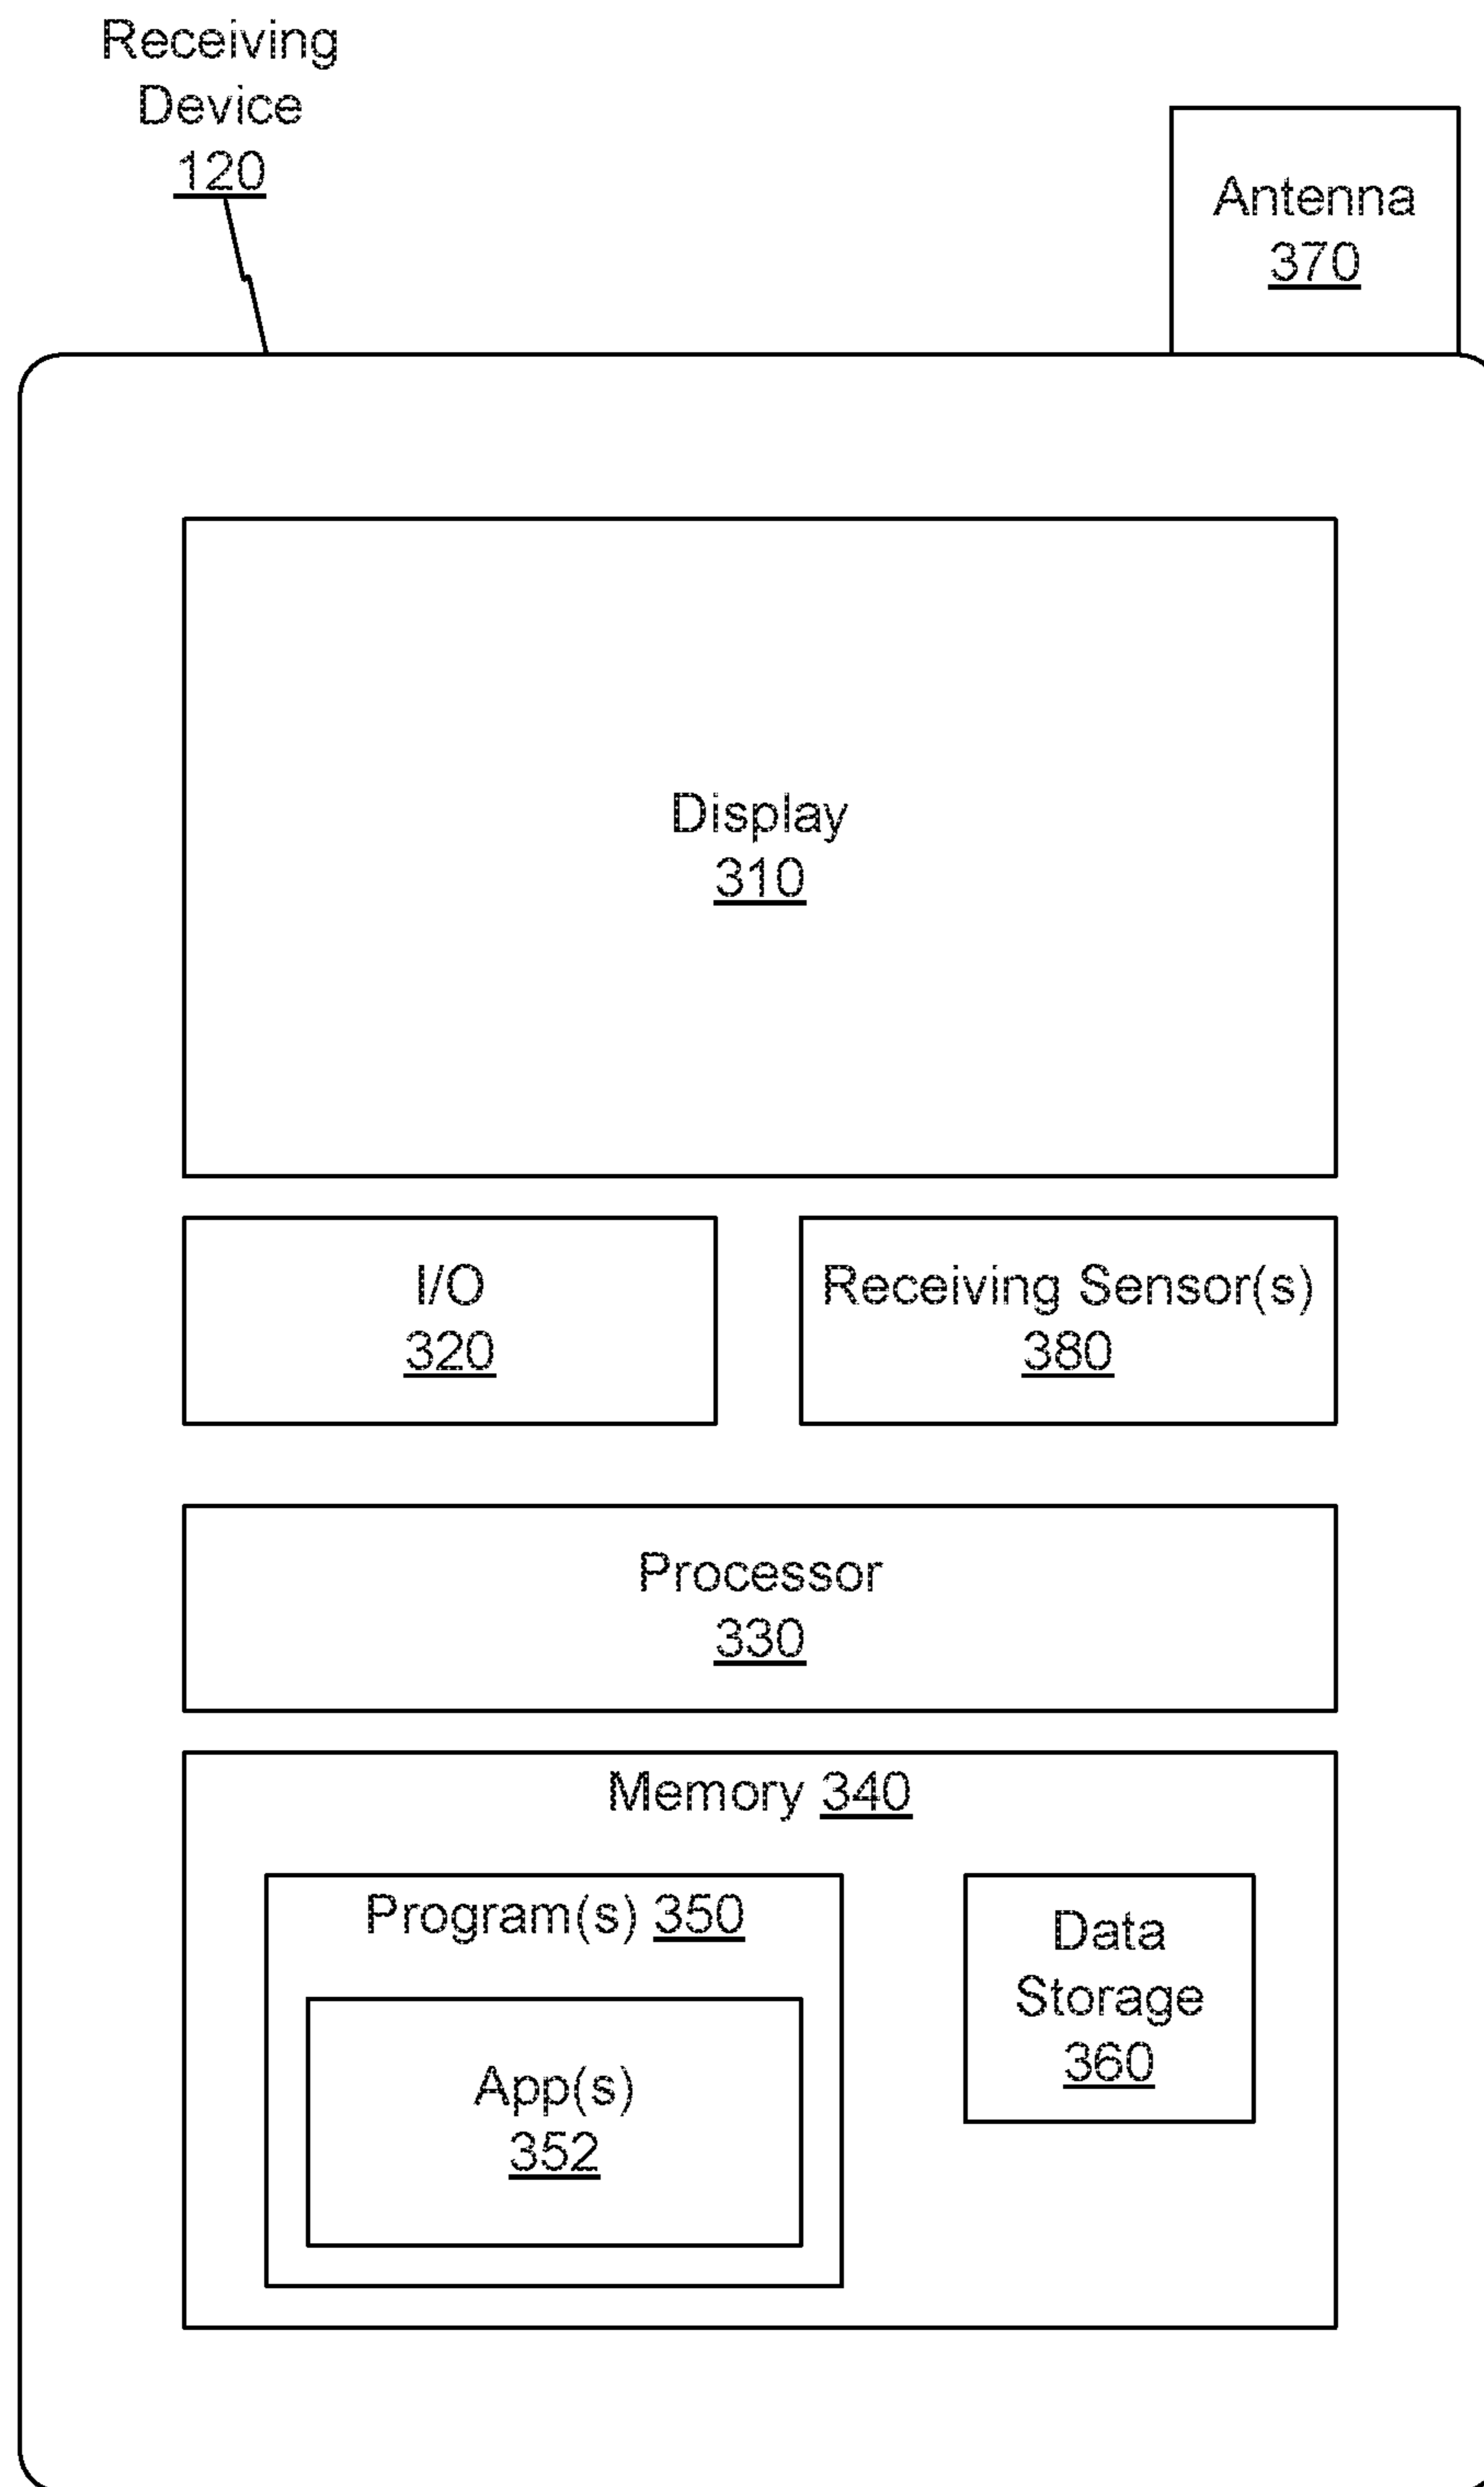 Receiving
Device
120
Antenna
370
Display
310
I/O
320
Receiving Sensor(s)
380
Processor
330
Memory 340
Program(s) 350
App(s)
352
Data
Storage
360